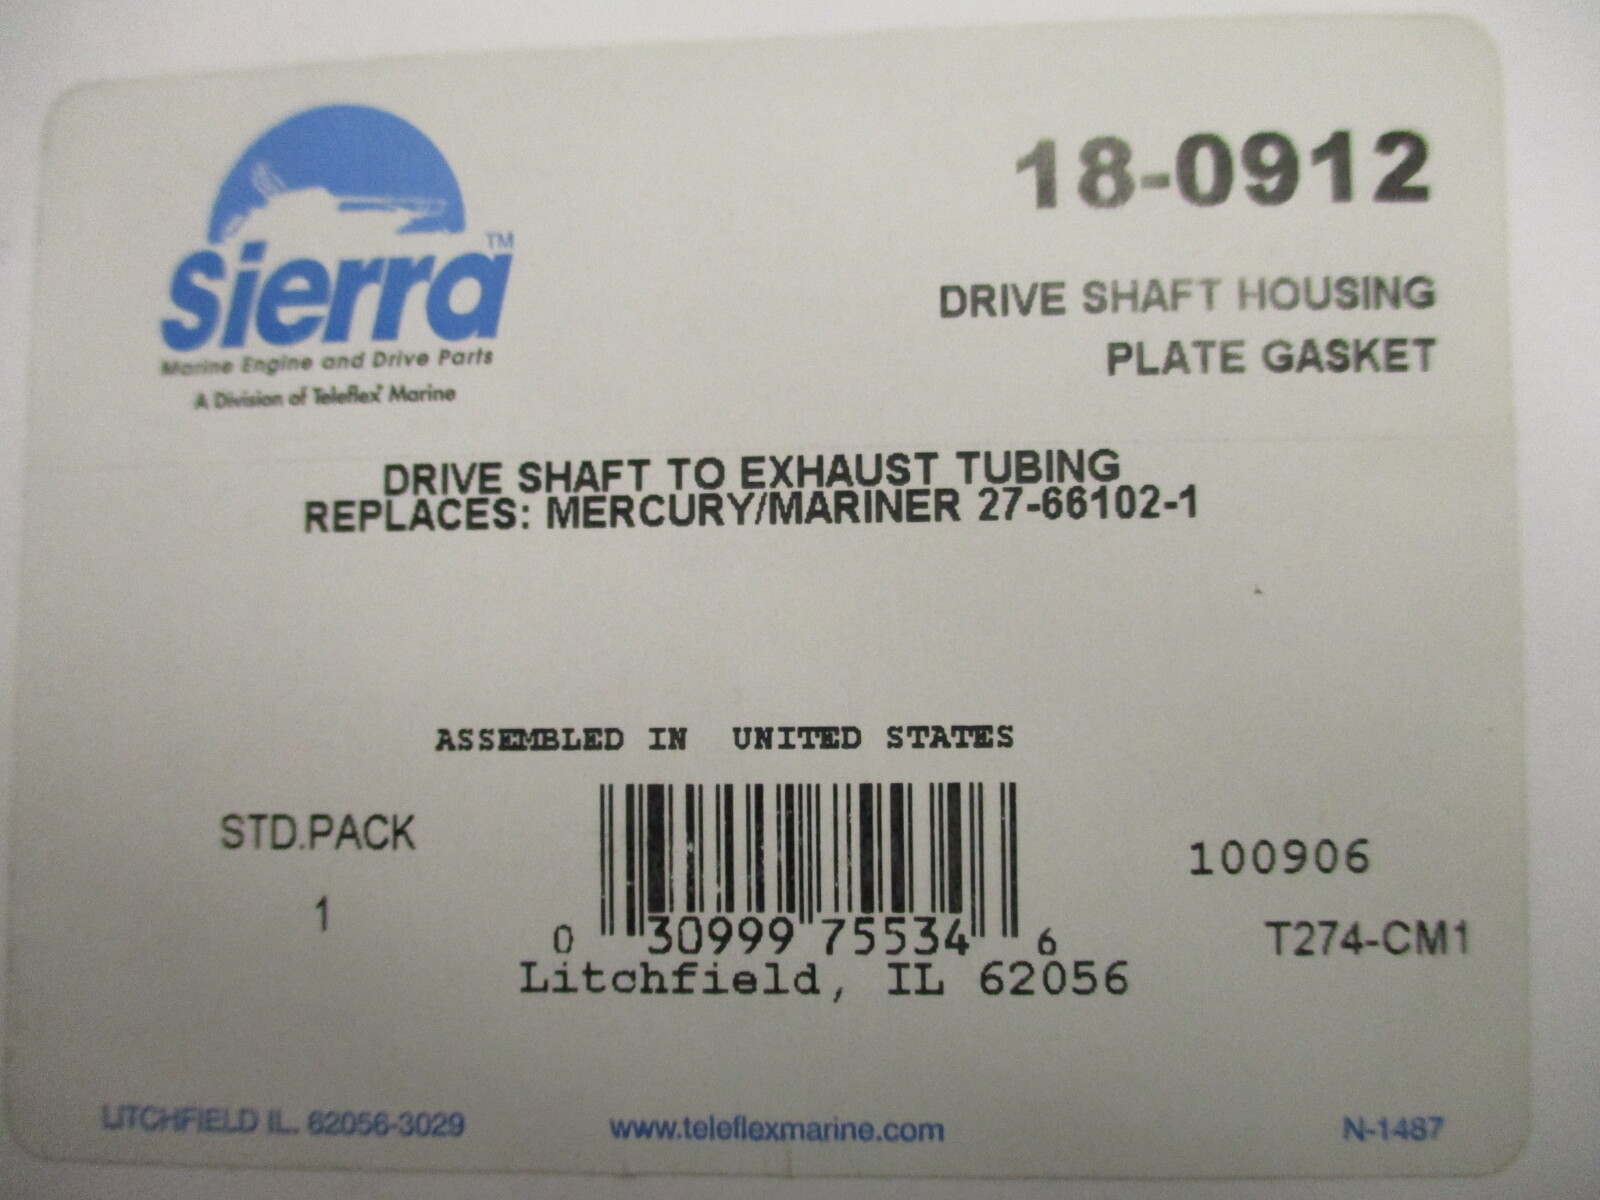 18-0912
Sierra™
Marine Engine and Drive Parts
A Division of Teleflex® Marine
DRIVE SHAFT HOUSING
PLATE GASKET
DRIVE SHAFT TO EXHAUST TUBING
REPLACES: MERCURY/MARINER 27-66102-1
ASSEMBLED IN UNITED STATES
STD.PACK
1
0 30999 75534 6
Litchfield, IL 62056
100906
T274-CM1
LITCHFIELD IL. 62056-3029
www.teleflexmarine.com
N-1487